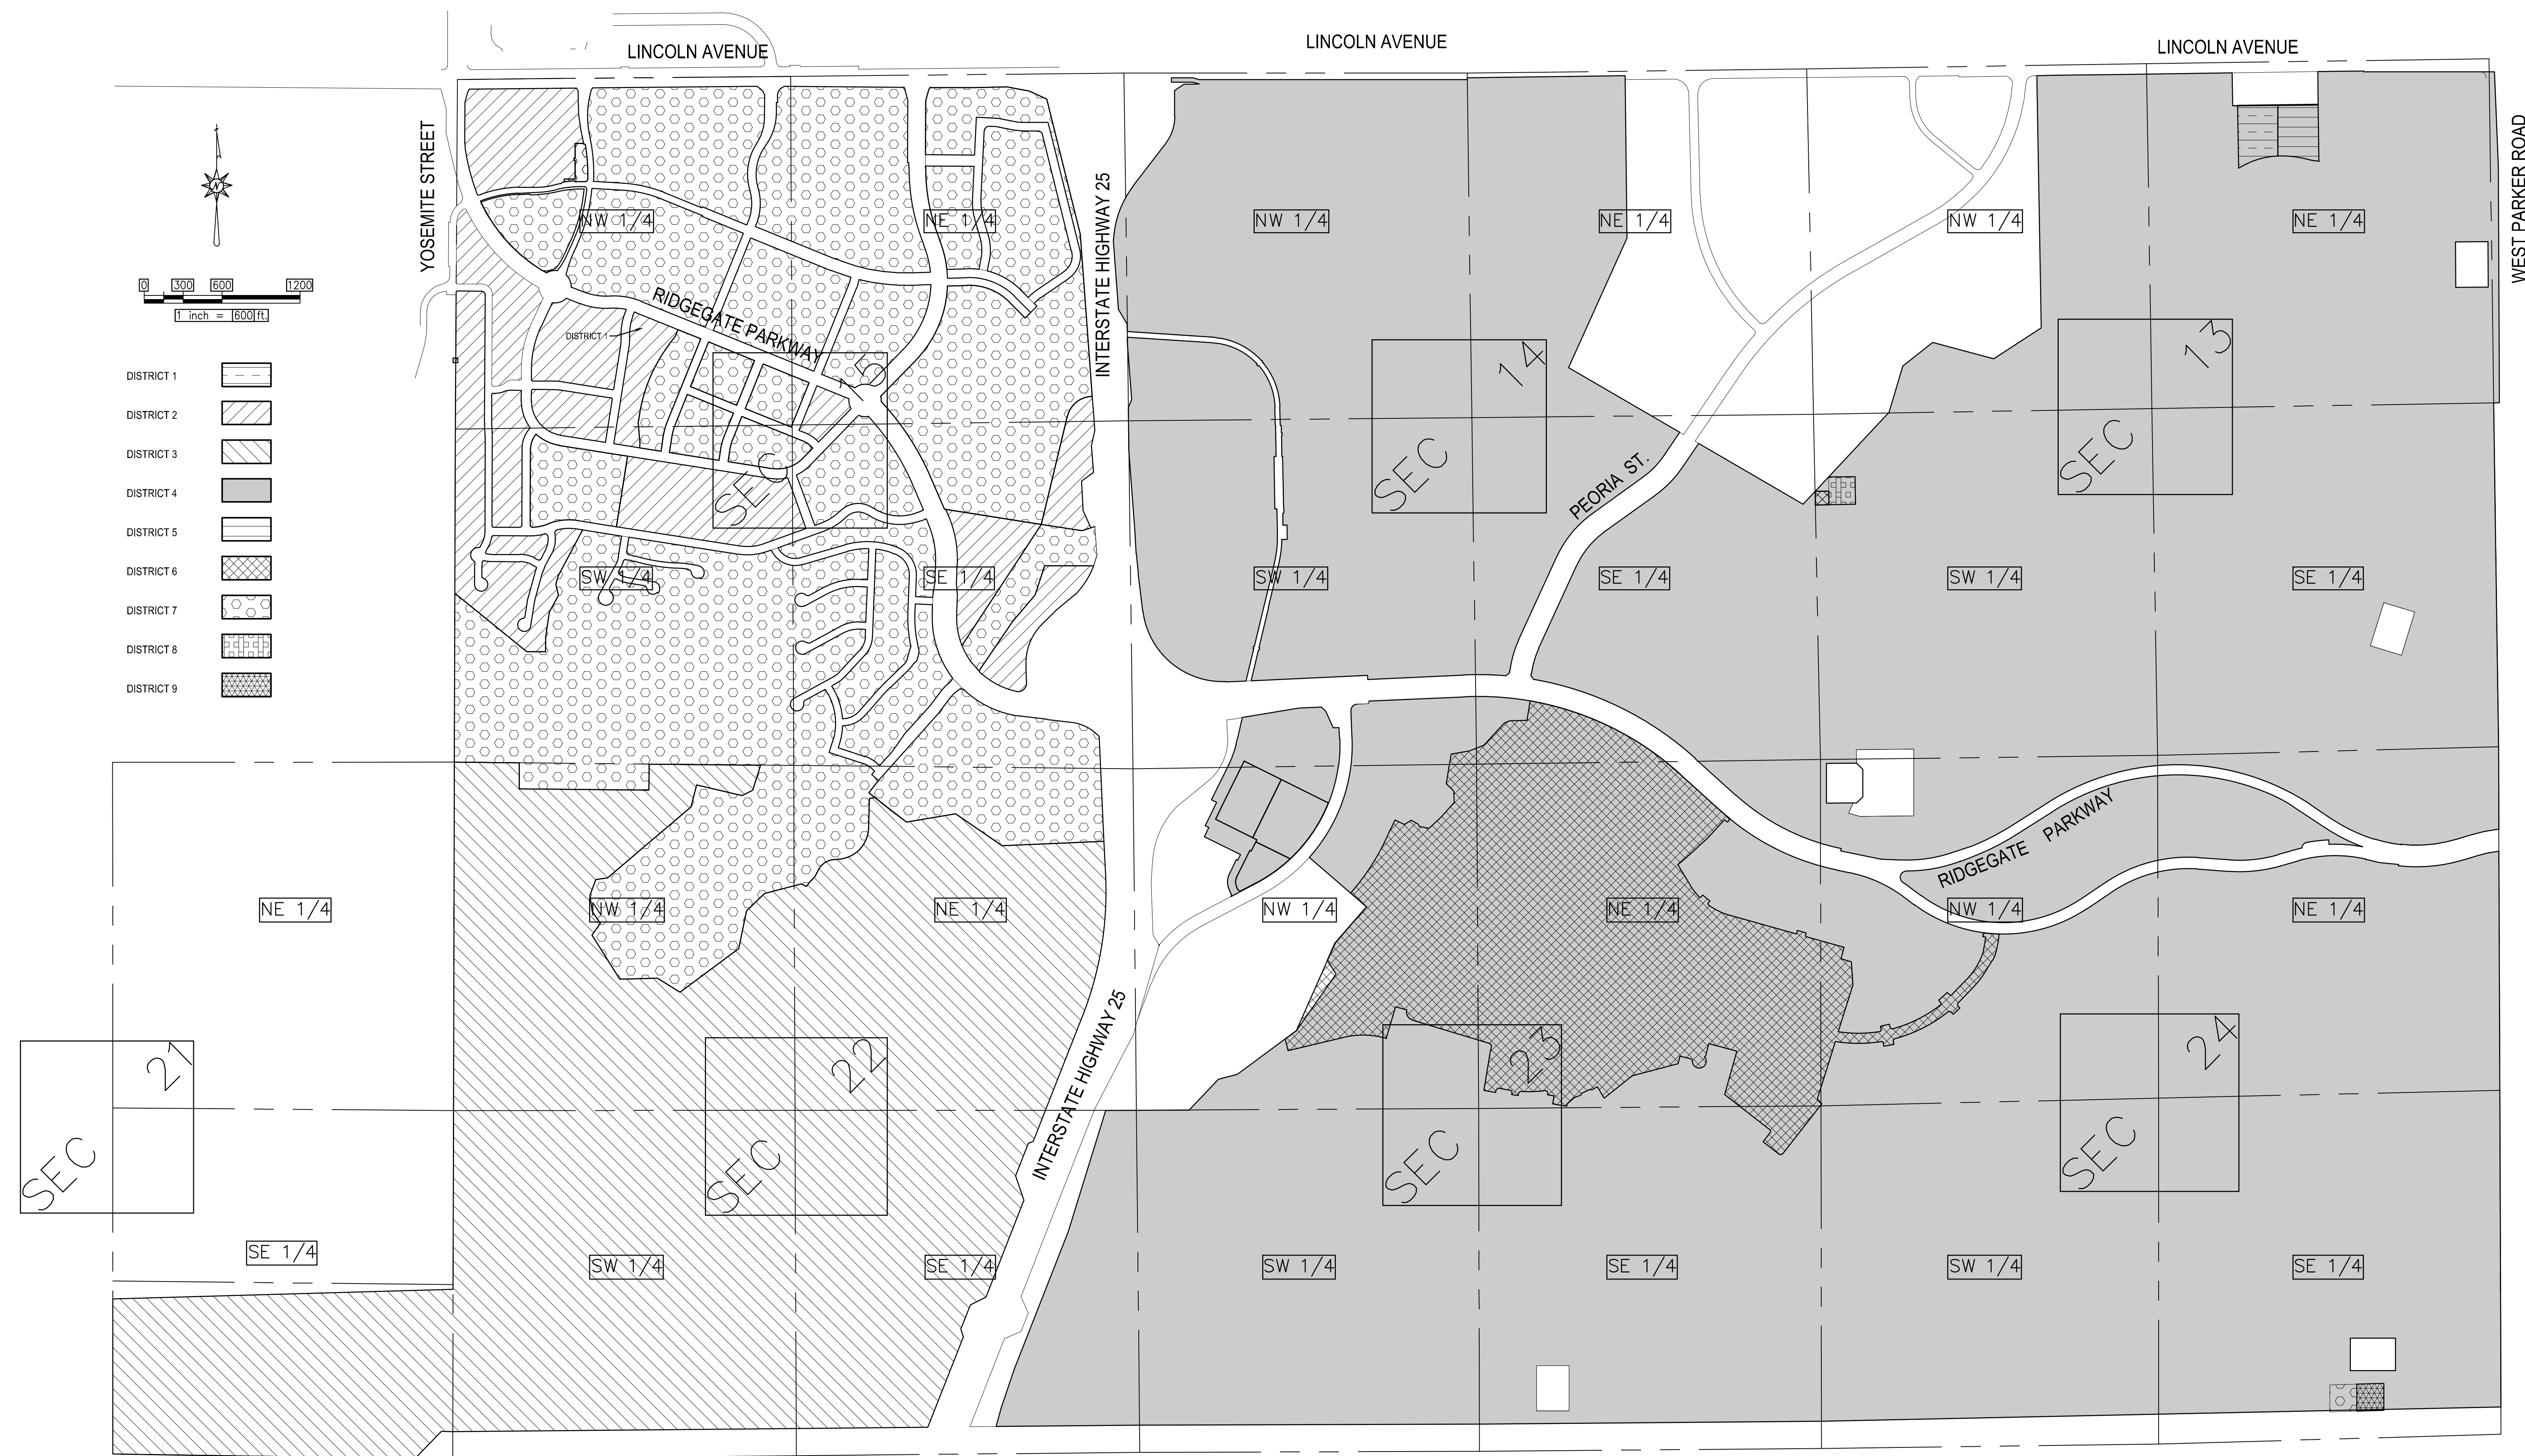 LINCOLN AVENUE
LINCOLN AVENUE
LINCOLN AVENUE
YOSEMITE STREET
INTERSTATE HIGHWAY 25
WEST PARKER ROAD
N
NW 1/4
NE 1/4
NW 1/4
NE 1/4
NW 1/4
NE 1/4
0 300 600 1200
1 inch = 600 ft.
RIDGEGATE PARKWAY
DISTRICT 1
SEC 15
SEC 14
SEC 13
DISTRICT 1
DISTRICT 2
DISTRICT 3
DISTRICT 4
DISTRICT 5
DISTRICT 6
DISTRICT 7
DISTRICT 8
DISTRICT 9
PEORIA ST.
SW 1/4
SE 1/4
SW 1/4
SE 1/4
SW 1/4
SE 1/4
RIDGEGATE PARKWAY
NE 1/4
NW 1/4
NE 1/4
NW 1/4
NE 1/4
NW 1/4
NE 1/4
INTERSTATE HIGHWAY 25
SEC 21
SEC 22
SEC 23
SEC 24
SE 1/4
SW 1/4
SE 1/4
SW 1/4
SE 1/4
SW 1/4
SE 1/4